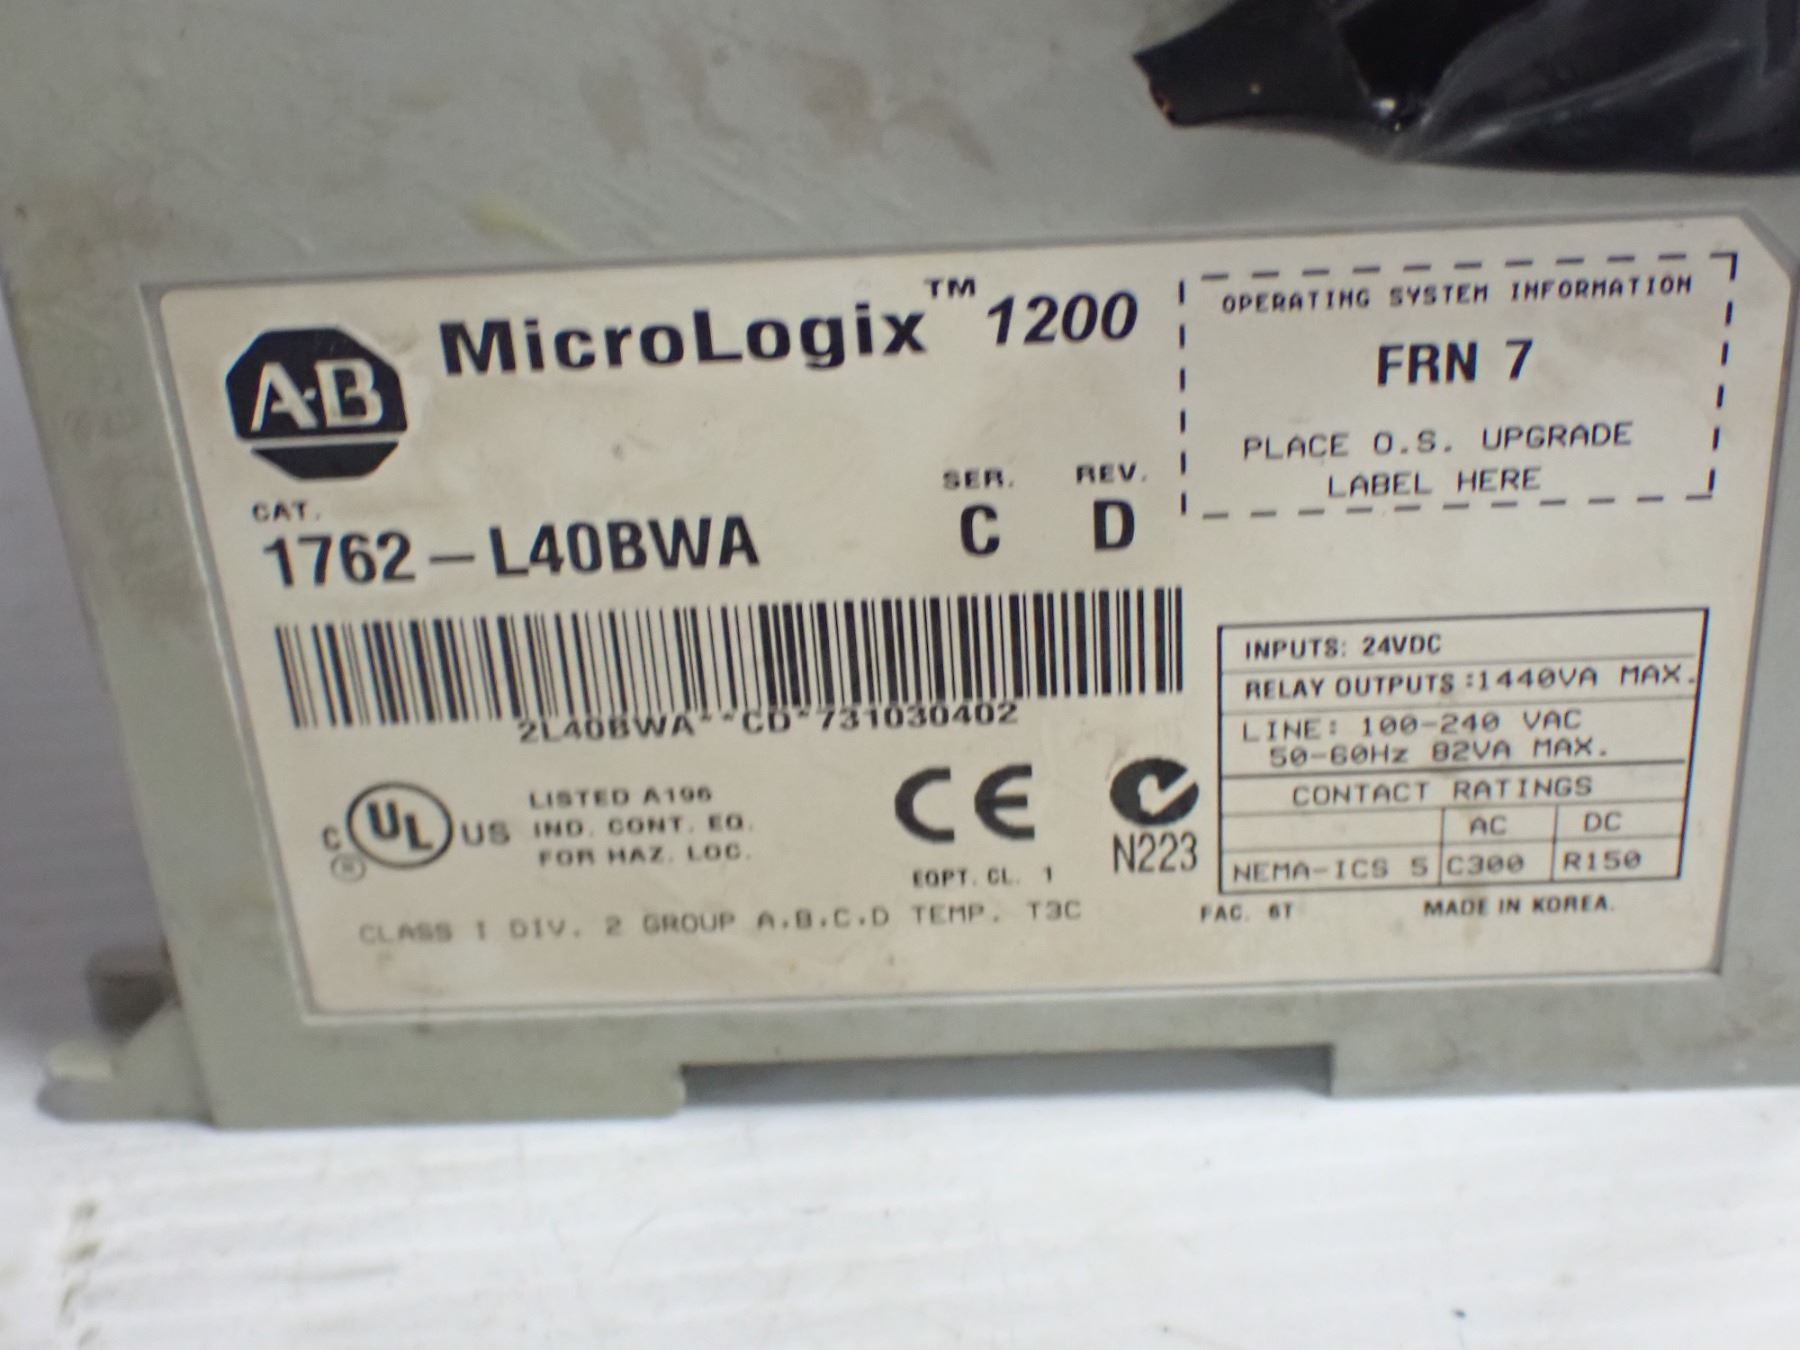 A·B
MicroLogix™ 1200
OPERATING SYSTEM INFORMATION
FRN 7
PLACE O.S. UPGRADE
LABEL HERE
CAT.
SER. REV.
1762-L40BWA C D
2L40BWA**CD*731030402
INPUTS: 24VDC
RELAY OUTPUTS :1440VA MAX.
LINE: 100-240 VAC
50-60Hz 82VA MAX.
CONTACT RATINGS
AC DC
NEMA-ICS 5 C300 R150
C UL US
®
LISTED A196
IND. CONT. EQ.
FOR HAZ. LOC.
CE
N223
EQPT. CL. 1
CLASS I DIV. 2 GROUP A.B.C.D TEMP. T3C
FAC. 6T MADE IN KOREA.